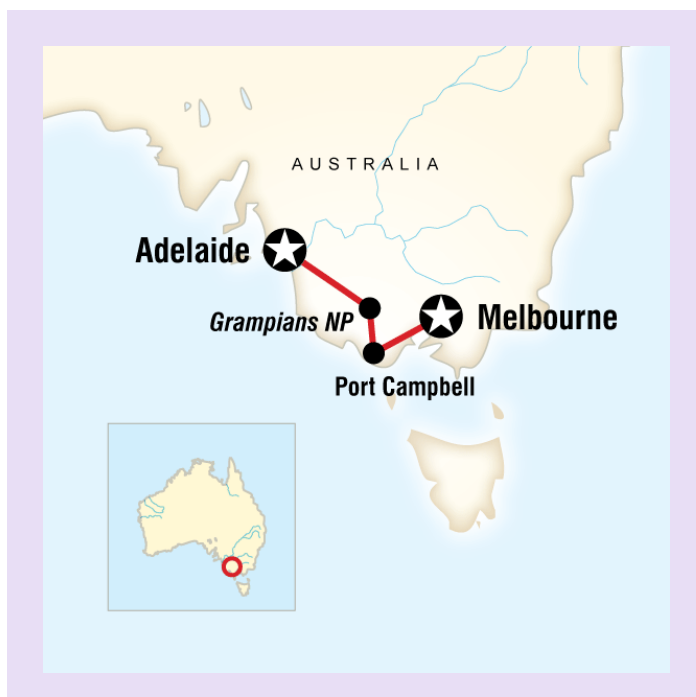 AUSTRALIA
Adelaide
Grampians NP
Melbourne
Port Campbell